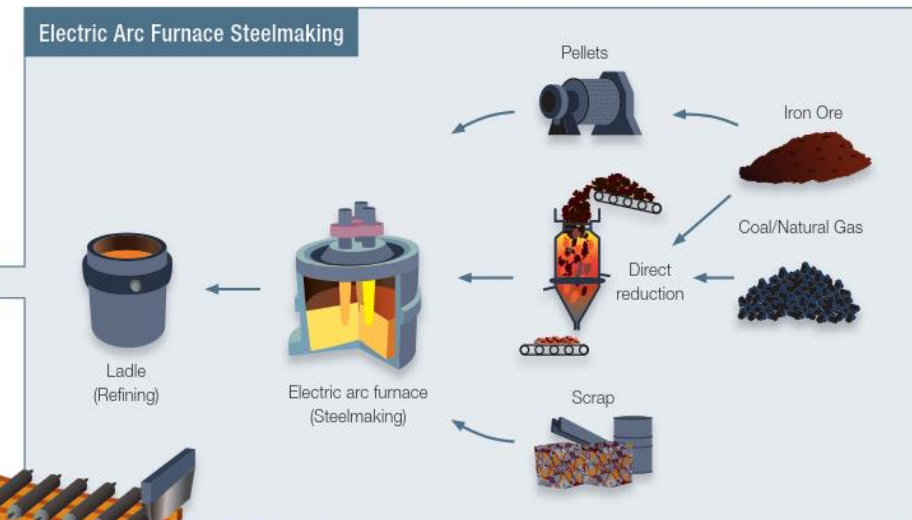 Electric Arc Furnace Steelmaking
Pellets
Iron Ore
Coal/Natural Gas
Direct
reduction
Ladle
(Refining)
Electric arc furnace
(Steelmaking)
Scrap